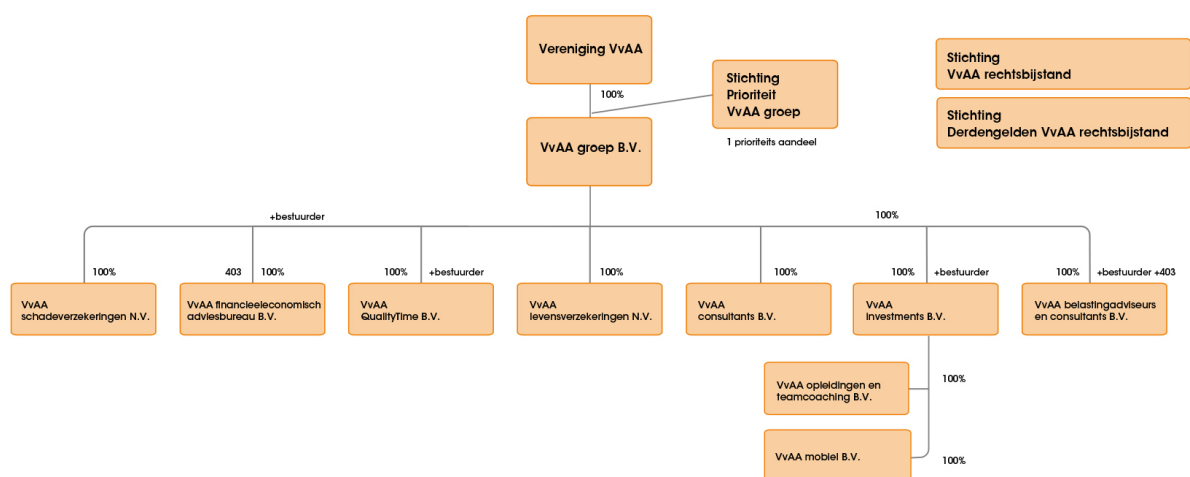 Vereniging VvAA
100%
Stichting
Prioriteit
VvAA groep
1 prioriteits aandeel
Stichting
VvAA rechtsbijstand
Stichting
Derdengelden VvAA rechtsbijstand
VvAA groep B.V.
+bestuurder
100%
100%
403
100%
100%
+bestuurder
100%
100%
100%
+bestuurder
100%
+bestuurder +403
VvAA
schadeverzekeringen N.V.
VvAA financieeleconomisch
adviesbureau B.V.
VvAA
QualityTime B.V.
VvAA
levensverzekeringen N.V.
VvAA
consultants B.V.
VvAA
investments B.V.
VvAA belastingadviseurs
en consultants B.V.
VvAA opleidingen en
teamcoaching B.V.
100%
VvAA mobiel B.V.
100%